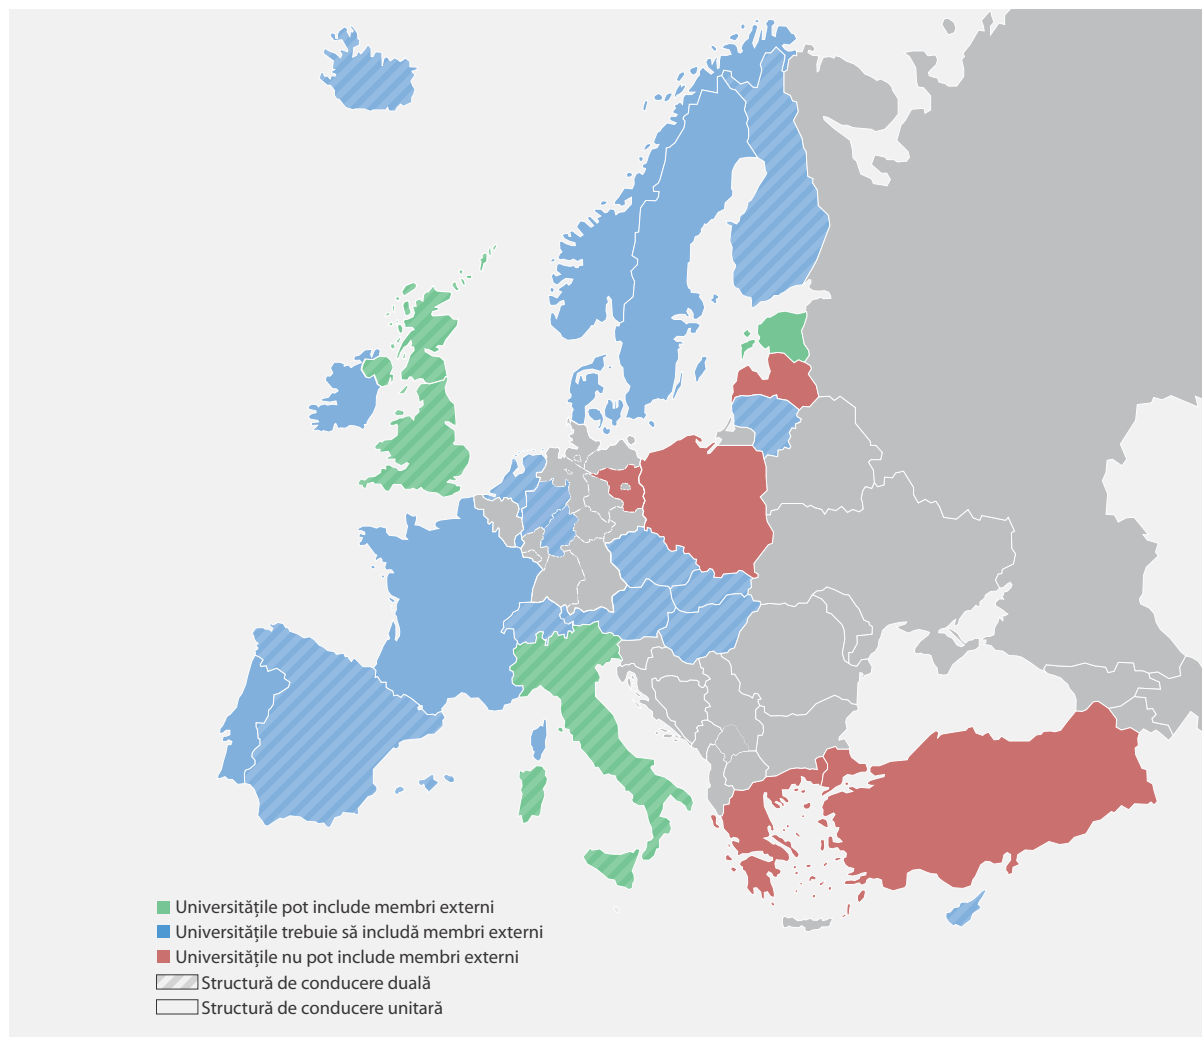 Universitățile pot include membri externi
Universitățile trebuie să includă membri externi
Universitățile nu pot include membri externi
Structură de conducere duală
Structură de conducere unitară